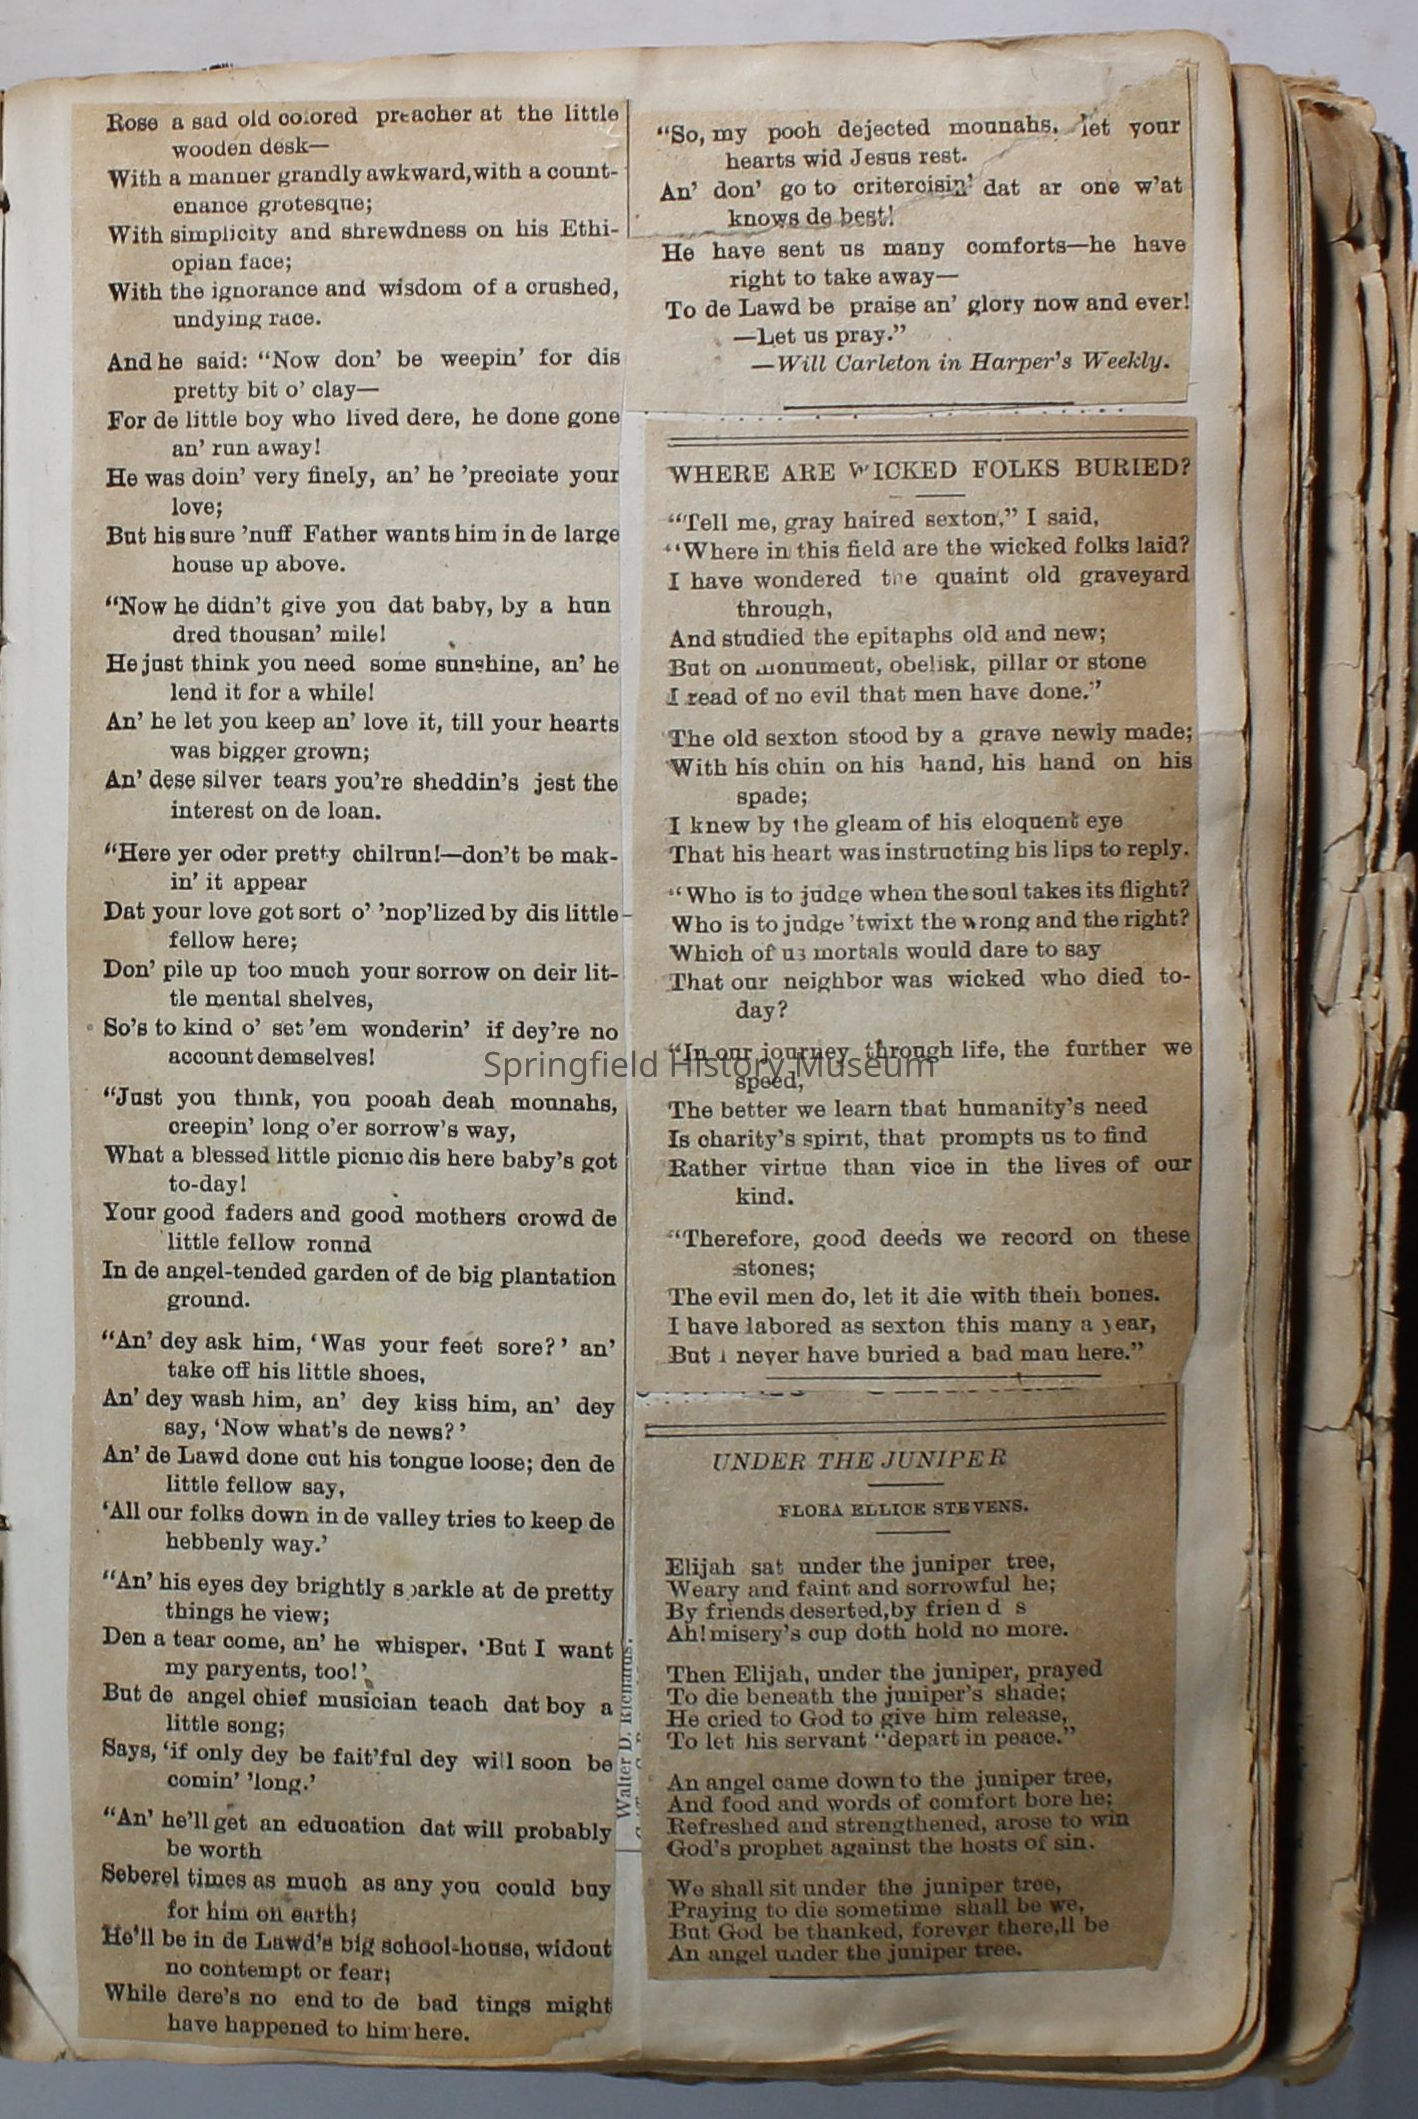 Rose a sad old colored preacher at the little
wooden desk—
With a manner grandly awkward, with a count-
enance grotesque;
With simplicity and shrewdness on his Ethi-
opian face;
With the ignorance and wisdom of a crushed,
undying race.
And he said: “Now don’ be weepin’ for dis
pretty bit o’ clay—
For de little boy who lived dere, he done gone
an’ run away!
He was doin’ very finely, an’ he ’preciate your
love;
But his sure ’nuff Father wants him in de large
house up above.
“Now he didn’t give you dat baby, by a hun
dred thousan’ mile!
He just think you need some sunshine, an’ he
lend it for a while!
An’ he let you keep an’ love it, till your hearts
was bigger grown;
An’ dese silver tears you’re sheddin’s jest the
interest on de loan.
“Here yer oder pretty chilrun!—don’t be mak-
in’ it appear
Dat your love got sort o’ ’nop’lized by dis little
fellow here;
Don’ pile up too much your sorrow on deir lit-
tle mental shelves,
So’s to kind o’ set ’em wonderin’ if dey’re no
account demselves!
“Just you think, you pooah deah mounahs,
creepin’ long o’er sorrow’s way,
What a blessed little picnic dis here baby’s got
to-day!
Your good faders and good mothers crowd de
little fellow round
In de angel-tended garden of de big plantation
ground.
“An’ dey ask him, ‘Was your feet sore?’ an’
take off his little shoes,
An’ dey wash him, an’ dey kiss him, an’ dey
say, ‘Now what’s de news?’
An’ de Lawd done cut his tongue loose; den de
little fellow say,
‘All our folks down in de valley tries to keep de
hebbenly way.’
“An’ his eyes dey brightly sparkle at de pretty
things he view;
Den a tear come, an’ he whisper, ‘But I want
my paryents, too!’
But de angel chief musician teach dat boy a
little song;
Says, ‘if only dey be fait’ful dey will soon be
comin’ ’long.’
“An’ he’ll get an education dat will probably
be worth
Seberel times as much as any you could buy
for him on earth;
He’ll be in de Lawd’s big school-house, widout
no contempt or fear;
While dere’s no end to de bad tings might
have happened to him here.
“So, my pooh dejected mounahs, let your
hearts wid Jesus rest.
An’ don’ go to critercisin’ dat ar one w’at
knows de best!
He have sent us many comforts—he have
right to take away—
To de Lawd be praise an’ glory now and ever!
—Let us pray.”
—Will Carleton in Harper’s Weekly.
WHERE ARE WICKED FOLKS BURIED?
“Tell me, gray haired sexton,” I said,
“Where in this field are the wicked folks laid?
I have wondered the quaint old graveyard
through,
And studied the epitaphs old and new;
But on monument, obelisk, pillar or stone
I read of no evil that men have done.”
The old sexton stood by a grave newly made;
With his chin on his hand, his hand on his
spade;
I knew by the gleam of his eloquent eye
That his heart was instructing his lips to reply.
“Who is to judge when the soul takes its flight?
Who is to judge ’twixt the wrong and the right?
Which of us mortals would dare to say
That our neighbor was wicked who died to-
day?
“In our journey through life, the further we
speed,
The better we learn that humanity’s need
Is charity’s spirit, that prompts us to find
Rather virtue than vice in the lives of our
kind.
“Therefore, good deeds we record on these
stones;
The evil men do, let it die with their bones.
I have labored as sexton this many a year,
But I never have buried a bad man here.”
UNDER THE JUNIPER
FLORA ELLICE STEVENS.
Elijah sat under the juniper tree,
Weary and faint and sorrowful he;
By friends deserted, by frien d s
Ah! misery’s cup doth hold no more.
Then Elijah, under the juniper, prayed
To die beneath the juniper’s shade;
He cried to God to give him release,
To let his servant “depart in peace.”
An angel came down to the juniper tree,
And food and words of comfort bore he;
Refreshed and strengthened, arose to win
God’s prophet against the hosts of sin.
We shall sit under the juniper tree,
Praying to die sometime shall be we,
But God be thanked, forever there,ll be
An angel under the juniper tree.
Walter D. Richards.
Springfield History Museum